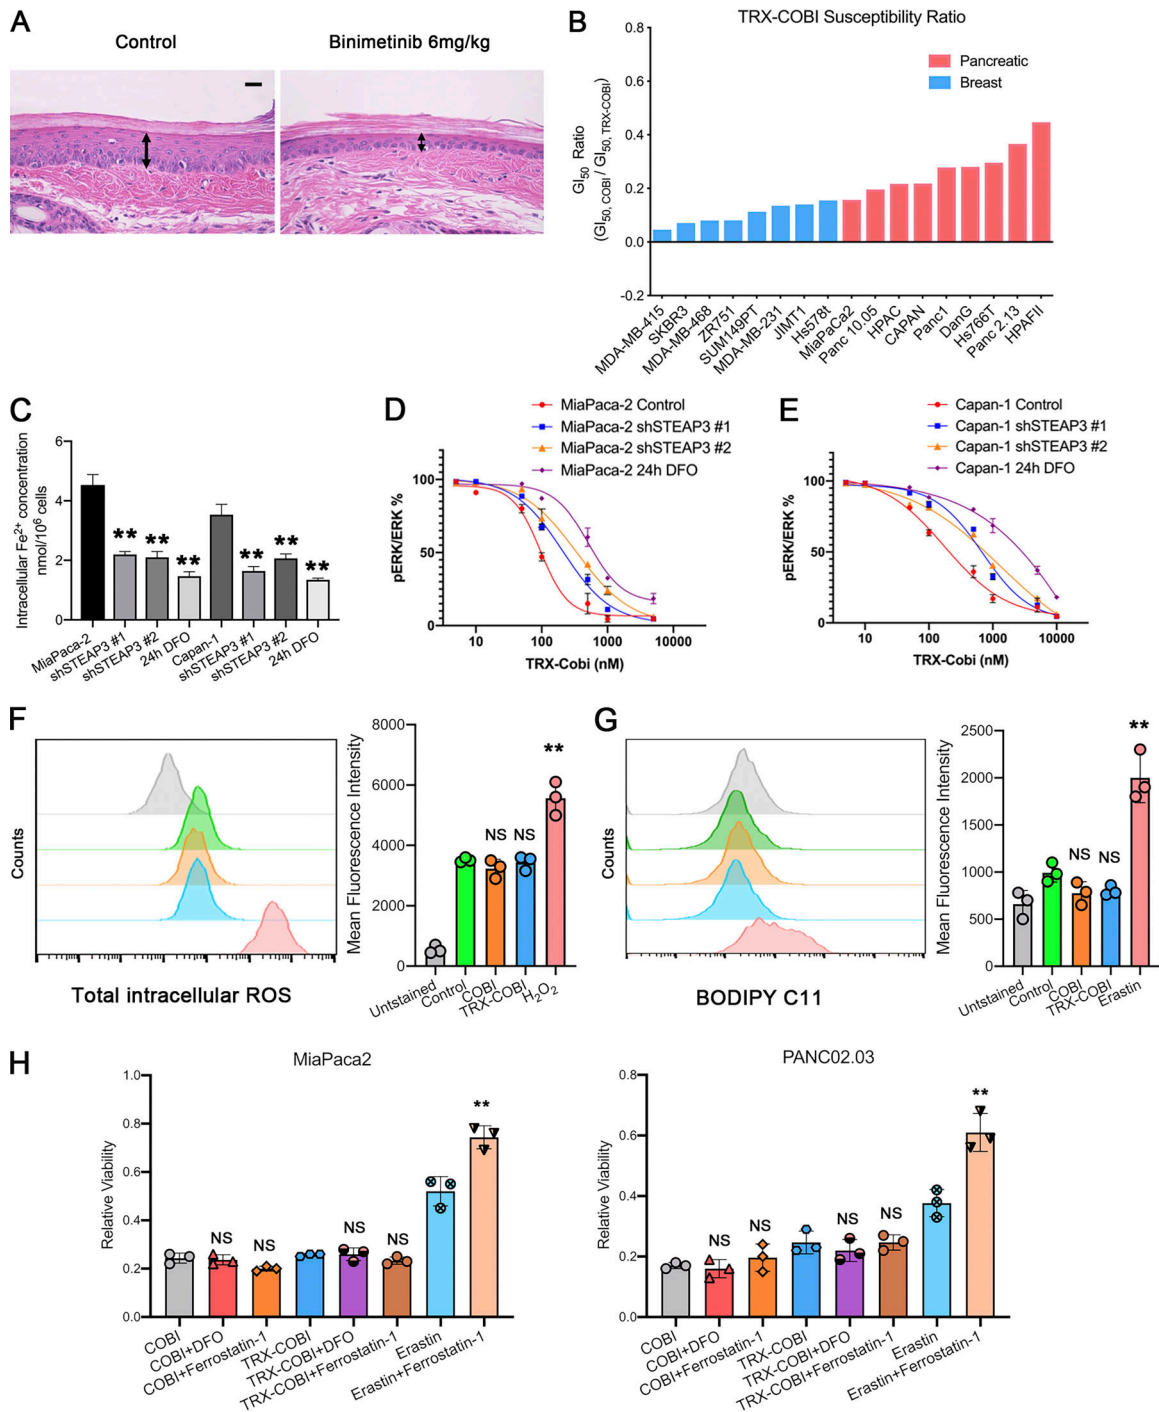 A
Control
Binimetinib 6mg/kg
B
TRX-COBI Susceptibility Ratio
GI50 Ratio
(GI50, COBI / GI50, TRX-COBI)
0.8
0.6
0.4
0.2
0.0
-0.2
Pancreatic
Breast
MDA-MB-415
SKBR3
MDA-MB-468
ZR751
SUM149PT
MDA-MB-231
JIMT1
Hs578t
MiaPaCa2
Panc 10.05
HPAC
CAPAN
Panc1
DanG
Hs766T
Panc 2.13
HPAFII
C
Intracellular Fe2+ concentration
nmol/10^6 cells
6
4
2
0
** ** ** ** ** **
MiaPaca-2
shSTEAP3 #1
shSTEAP3 #2
24h DFO
Capan-1
shSTEAP3 #1
shSTEAP3 #2
24h DFO
D
MiaPaca-2 Control
MiaPaca-2 shSTEAP3 #1
MiaPaca-2 shSTEAP3 #2
MiaPaca-2 24h DFO
pERK/ERK %
100
50
0
10 100 1000 10000
TRX-Cobi (nM)
E
Capan-1 Control
Capan-1 shSTEAP3 #1
Capan-1 shSTEAP3 #2
Capan-1 24h DFO
pERK/ERK %
100
50
0
10 100 1000 10000
TRX-Cobi (nM)
F
Counts
Total intracellular ROS
Mean Fluorescence Intensity
8000
6000
4000
2000
0
NS NS **
Untstained
Control
COBI
TRX-COBI
H2O2
G
Counts
BODIPY C11
Mean Fluorescence Intensity
2500
2000
1500
1000
500
0
NS NS **
Unstained
Control
COBI
TRX-COBI
Erastin
H
MiaPaca2
Relative Viability
1.0
0.8
0.6
0.4
0.2
0.0
NS NS NS NS **
COBI
COBI+DFO
COBI+Ferrostatin-1
TRX-COBI
TRX-COBI+DFO
TRX-COBI+Ferrostatin-1
Erastin
Erastin+Ferrostatin-1
PANC02.03
Relative Viability
0.8
0.6
0.4
0.2
0.0
NS NS NS NS **
COBI
COBI+DFO
COBI+Ferrostatin-1
TRX-COBI
TRX-COBI+DFO
TRX-COBI+Ferrostatin-1
Erastin
Erastin+Ferrostatin-1